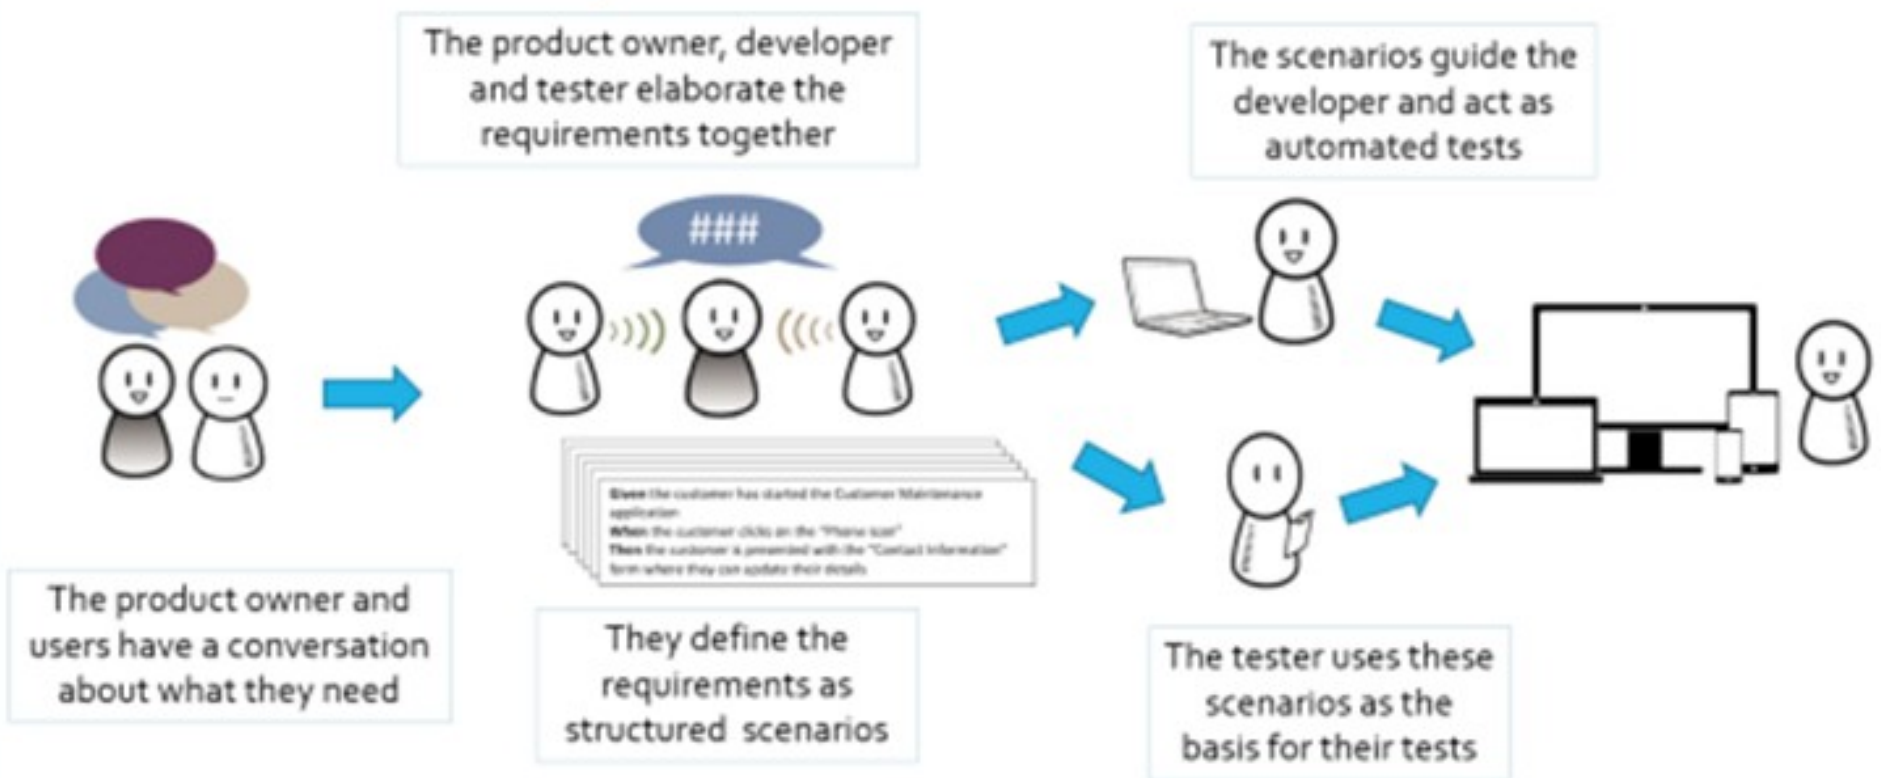 The product owner, developer
and tester elaborate the
requirements together
The scenarios guide the
developer and act as
automated tests
###
Given the customer has started the Customer Maintenance
application
When the customer clicks on the "Phone icon"
Then the customer is presented with the "Contact Information"
form where they can update their details
The product owner and
users have a conversation
about what they need
They define the
requirements as
structured scenarios
The tester uses these
scenarios as the
basis for their tests